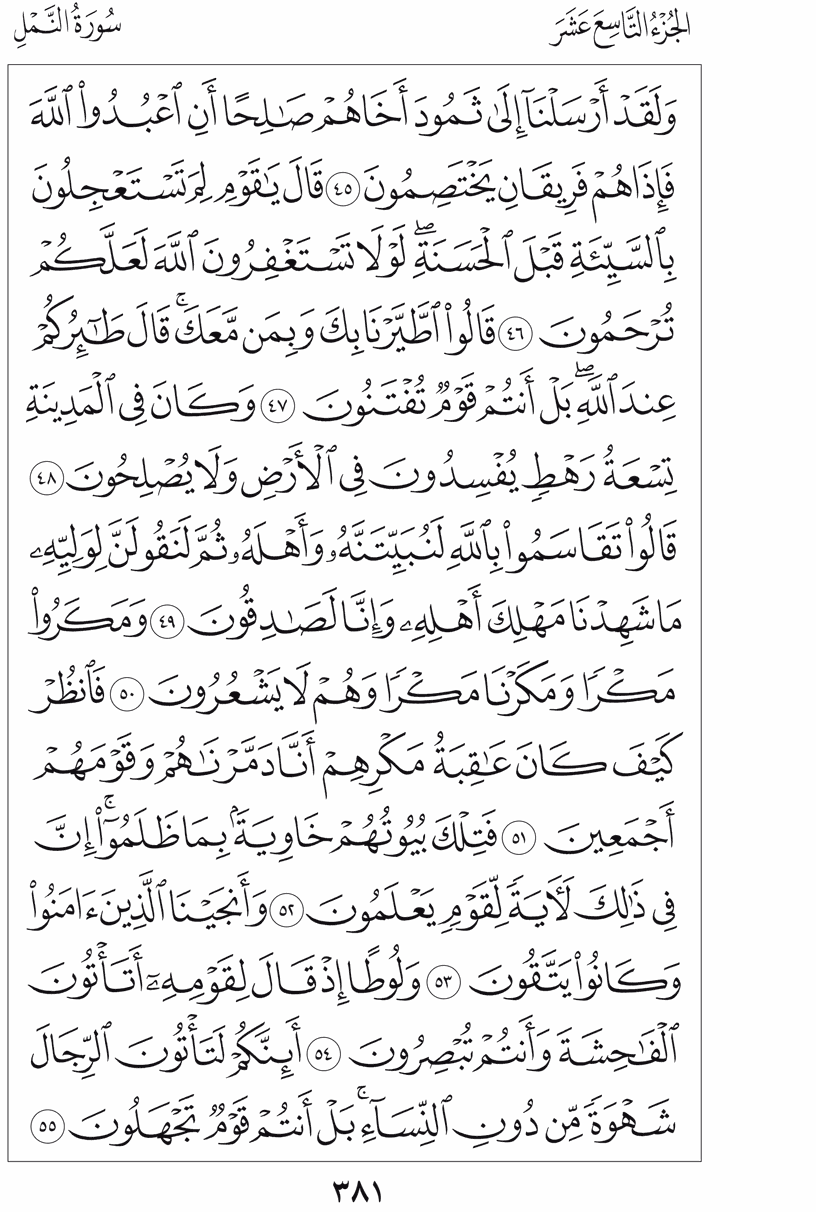 الجُزْءُ التَّاسِعَ عَشَرَ
سُورَةُ النَّمْلِ
وَلَقَدْ أَرْسَلْنَآ إِلَىٰ ثَمُودَ أَخَاهُمْ صَٰلِحًا أَنِ ٱعْبُدُوا۟ ٱللَّهَ
فَإِذَا هُمْ فَرِيقَانِ يَخْتَصِمُونَ ٤٥ قَالَ يَٰقَوْمِ لِمَ تَسْتَعْجِلُونَ
بِٱلسَّيِّئَةِ قَبْلَ ٱلْحَسَنَةِ ۖ لَوْلَا تَسْتَغْفِرُونَ ٱللَّهَ لَعَلَّكُمْ
تُرْحَمُونَ ٤٦ قَالُوا۟ ٱطَّيَّرْنَا بِكَ وَبِمَن مَّعَكَ ۚ قَالَ طَٰٓئِرُكُمْ
عِندَ ٱللَّهِ ۖ بَلْ أَنتُمْ قَوْمٌ تُفْتَنُونَ ٤٧ وَكَانَ فِى ٱلْمَدِينَةِ
تِسْعَةُ رَهْطٍ يُفْسِدُونَ فِى ٱلْأَرْضِ وَلَا يُصْلِحُونَ ٤٨
قَالُوا۟ تَقَاسَمُوا۟ بِٱللَّهِ لَنُبَيِّتَنَّهُۥ وَأَهْلَهُۥ ثُمَّ لَنَقُولَنَّ لِوَلِيِّهِۦ
مَا شَهِدْنَا مَهْلِكَ أَهْلِهِۦ وَإِنَّا لَصَٰدِقُونَ ٤٩ وَمَكَرُوا۟
مَكْرًا وَمَكَرْنَا مَكْرًا وَهُمْ لَا يَشْعُرُونَ ٥٠ فَٱنظُرْ
كَيْفَ كَانَ عَٰقِبَةُ مَكْرِهِمْ أَنَّا دَمَّرْنَٰهُمْ وَقَوْمَهُمْ
أَجْمَعِينَ ٥١ فَتِلْكَ بُيُوتُهُمْ خَاوِيَةًۢ بِمَا ظَلَمُوٓا۟ ۚ إِنَّ
فِى ذَٰلِكَ لَءَايَةً لِّقَوْمٍ يَعْلَمُونَ ٥٢ وَأَنجَيْنَا ٱلَّذِينَ ءَامَنُوا۟
وَكَانُوا۟ يَتَّقُونَ ٥٣ وَلُوطًا إِذْ قَالَ لِقَوْمِهِۦٓ أَتَأْتُونَ
ٱلْفَٰحِشَةَ وَأَنتُمْ تُبْصِرُونَ ٥٤ أَئِنَّكُمْ لَتَأْتُونَ ٱلرِّجَالَ
شَهْوَةً مِّن دُونِ ٱلنِّسَآءِ ۚ بَلْ أَنتُمْ قَوْمٌ تَجْهَلُونَ ٥٥
٣٨١